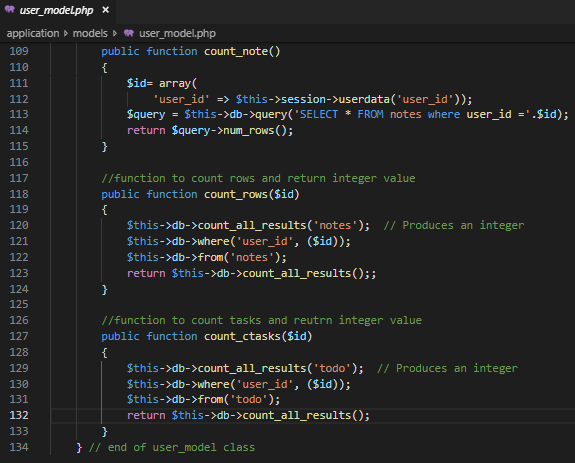 user_model.php ×
application > models > user_model.php
109 public function count_note()
110 {
111 $id= array(
112 'user_id' => $this->session->userdata('user_id'));
113 $query = $this->db->query('SELECT * FROM notes where user_id ='.$id);
114 return $query->num_rows();
115 }
116
117 //function to count rows and return integer value
118 public function count_rows($id)
119 {
120 $this->db->count_all_results('notes');  // Produces an integer
121 $this->db->where('user_id', ($id));
122 $this->db->from('notes');
123 return $this->db->count_all_results();;
124 }
125
126 //function to count tasks and reutrn integer value
127 public function count_ctasks($id)
128 {
129 $this->db->count_all_results('todo');  // Produces an integer
130 $this->db->where('user_id', ($id));
131 $this->db->from('todo');
132 return $this->db->count_all_results();
133 }
134 } // end of user_model class